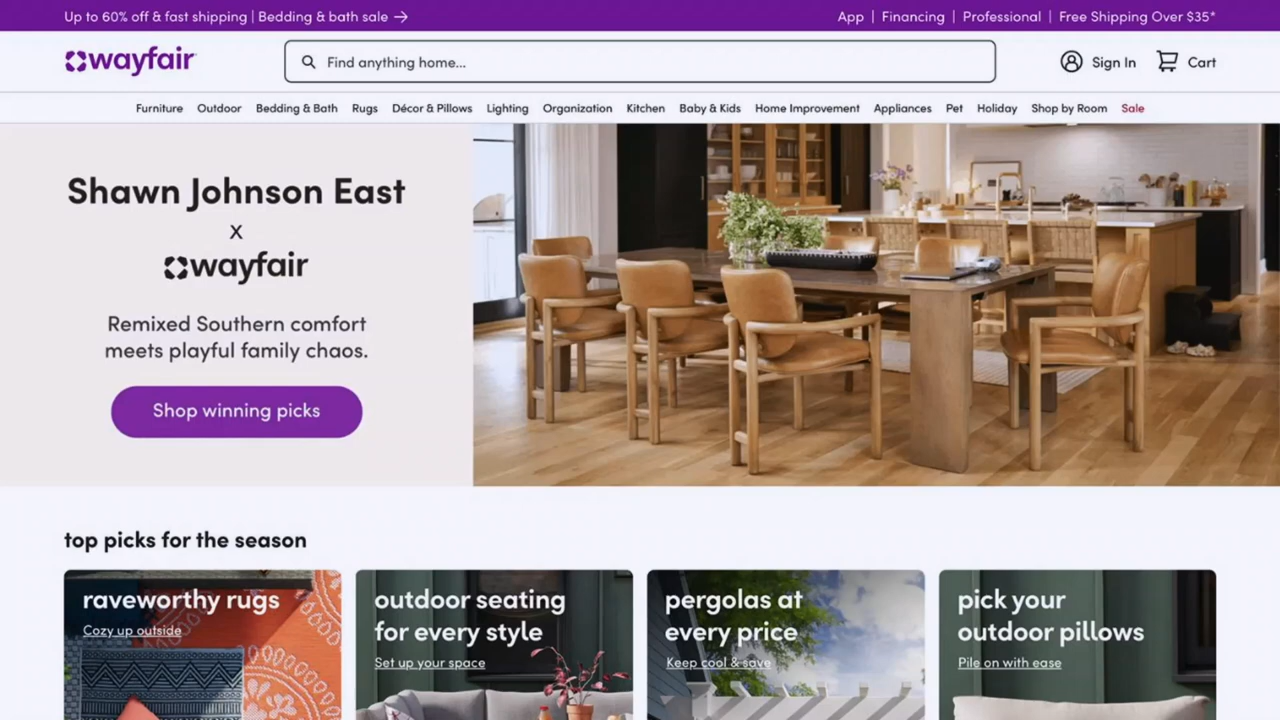 Up to 60% off & fast shipping | Bedding & bath sale →
App | Financing | Professional | Free Shipping Over $35*
wayfair
Find anything home...
Sign In
Cart
Furniture Outdoor Bedding & Bath Rugs Décor & Pillows Lighting Organization Kitchen Baby & Kids Home Improvement Appliances Pet Holiday Shop by Room Sale
Shawn Johnson East
x
wayfair
Remixed Southern comfort
meets playful family chaos.
Shop winning picks
top picks for the season
raveworthy rugs
Cozy up outside
outdoor seating
for every style
Set up your space
pergolas at
every price
Keep cool & save
pick your
outdoor pillows
Pile on with ease